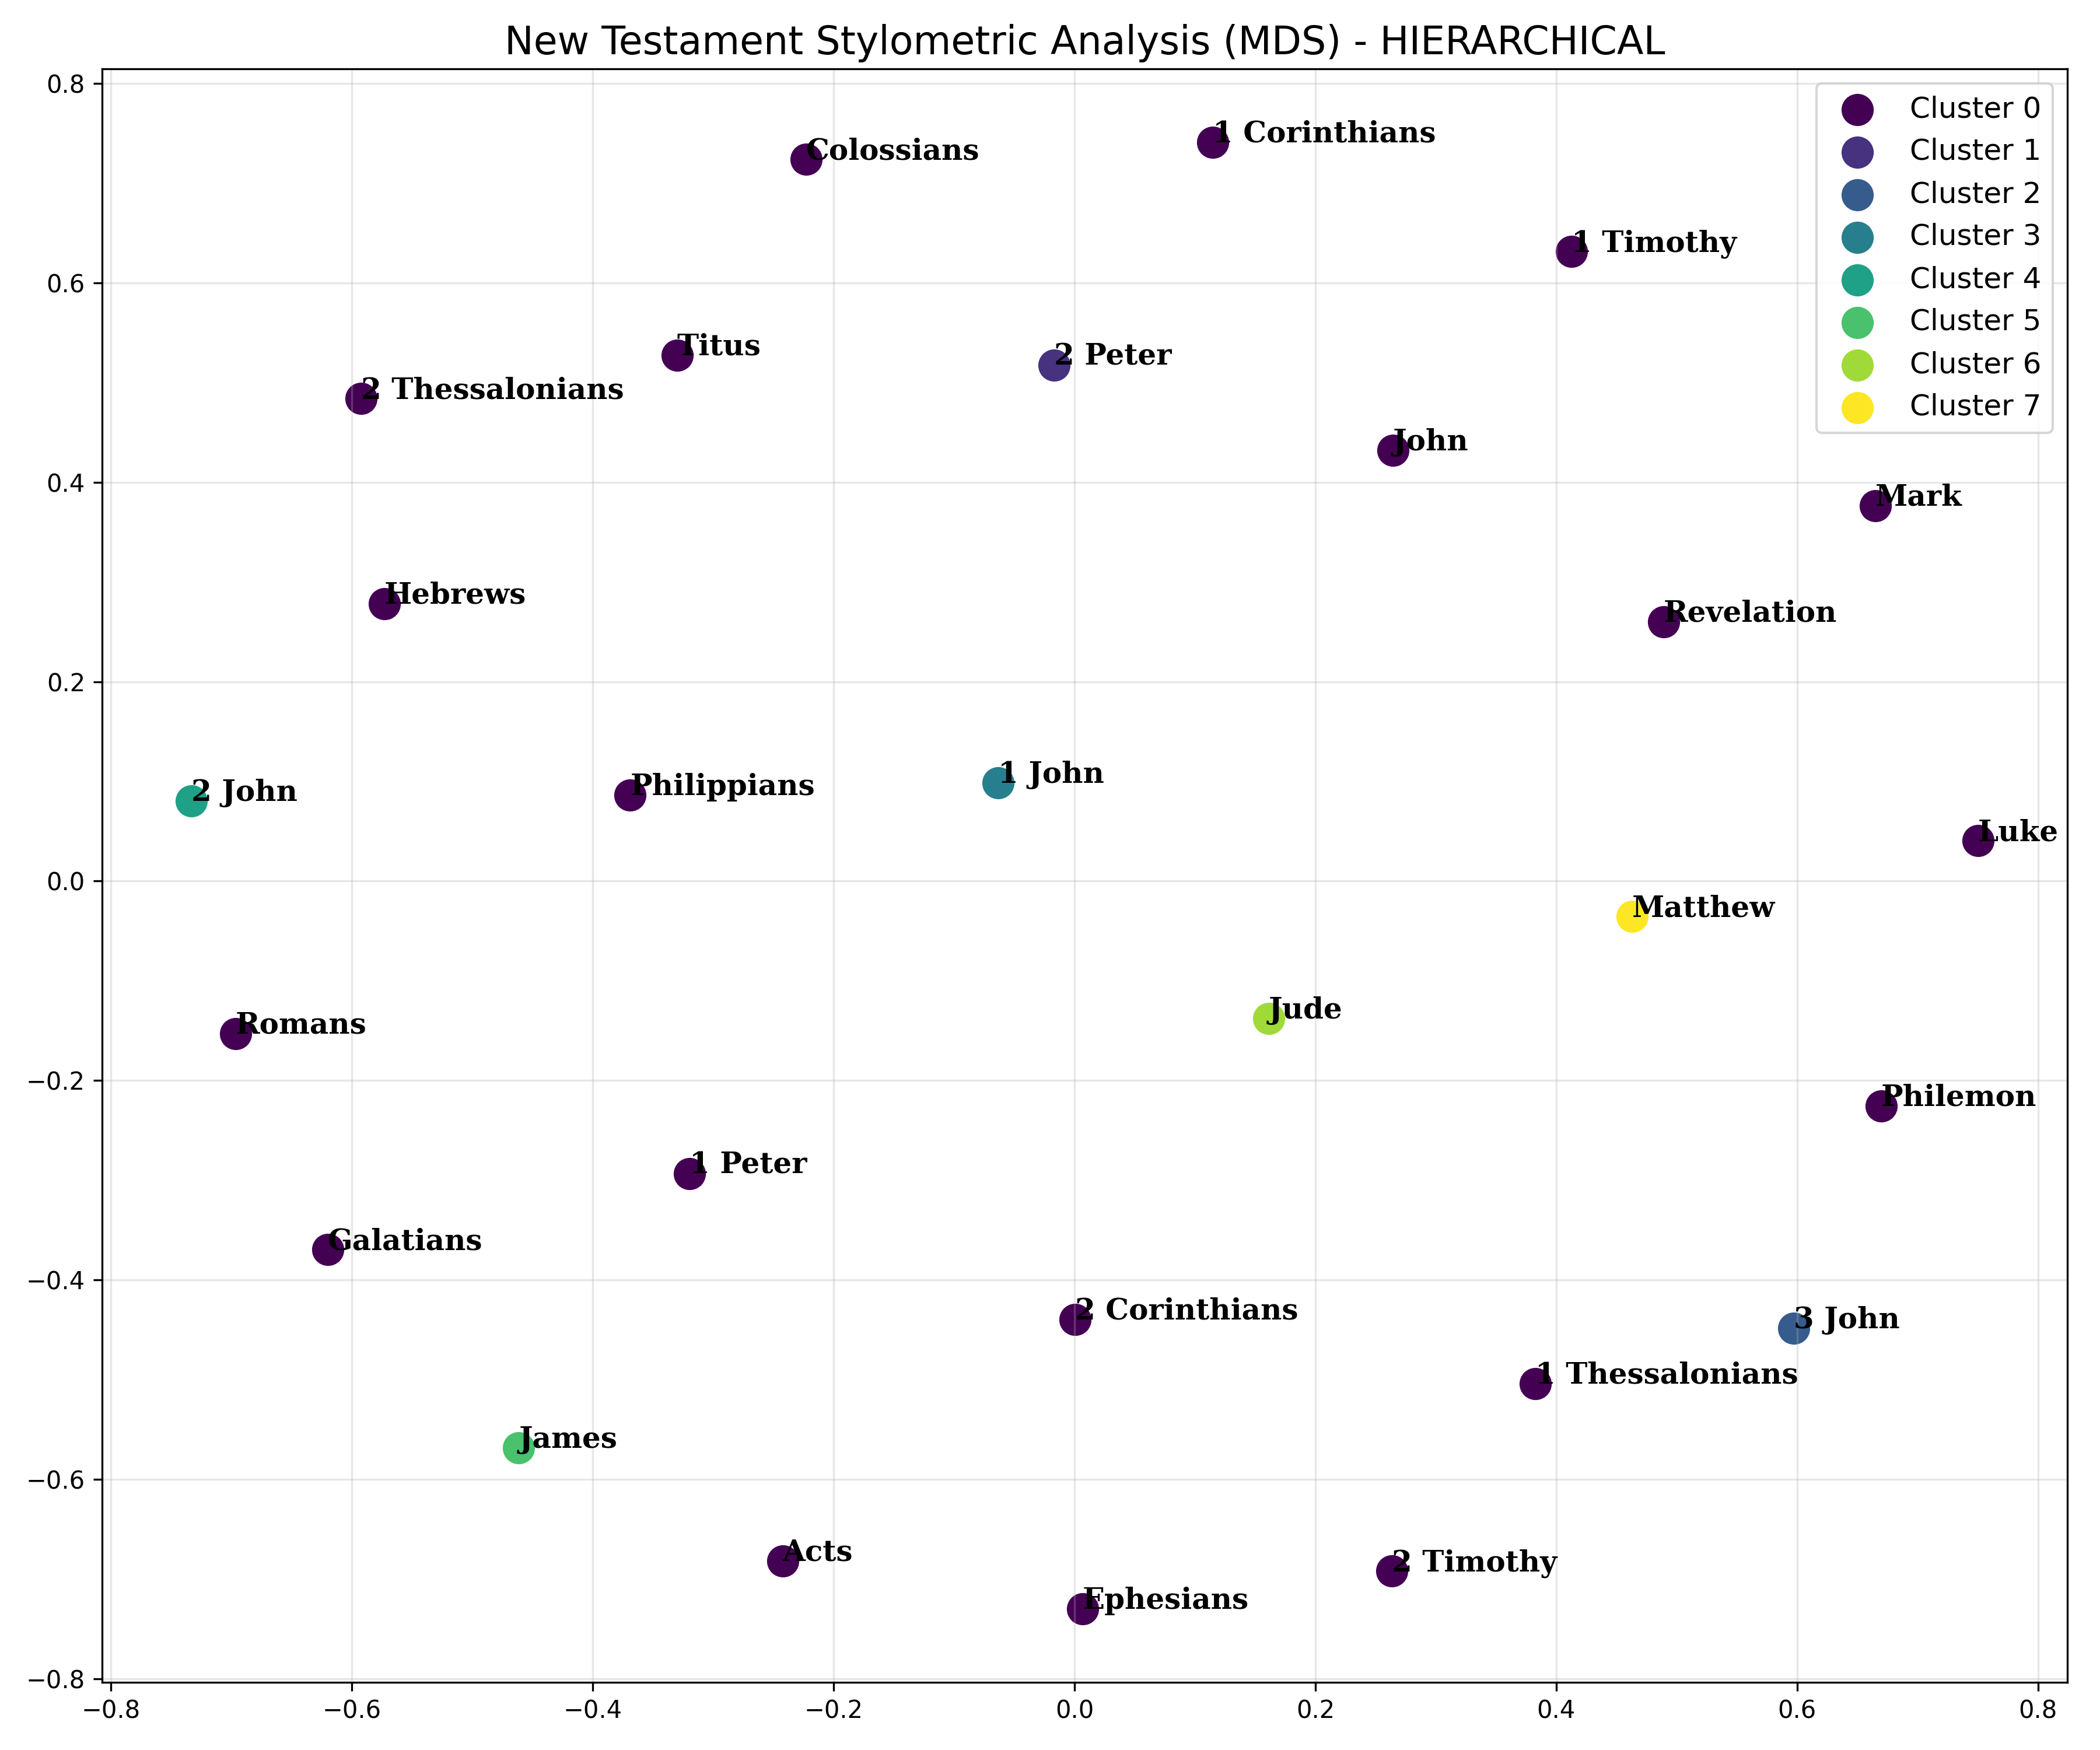 New Testament Stylometric Analysis (MDS) - HIERARCHICAL
0.8
0.6
0.4
0.2
0.0
−0.2
−0.4
−0.6
−0.8
−0.8
−0.6
−0.4
−0.2
0.0
0.2
0.4
0.6
0.8
Cluster 0
Cluster 1
Cluster 2
Cluster 3
Cluster 4
Cluster 5
Cluster 6
Cluster 7
1 Corinthians
Colossians
1 Timothy
Titus
2 Peter
2 Thessalonians
John
Mark
Hebrews
Revelation
1 John
Philippians
2 John
Luke
Matthew
Jude
Romans
Philemon
1 Peter
Galatians
2 Corinthians
3 John
1 Thessalonians
James
Acts
2 Timothy
Ephesians